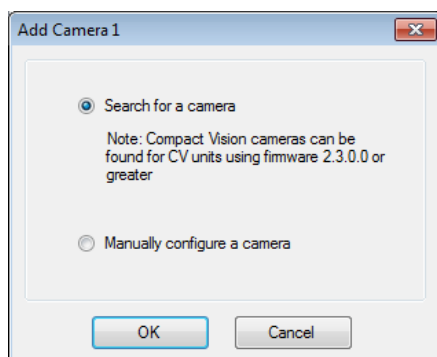 Add Camera 1
Search for a camera
Note: Compact Vision cameras can be
found for CV units using firmware 2.3.0.0 or
greater
Manually configure a camera
OK Cancel